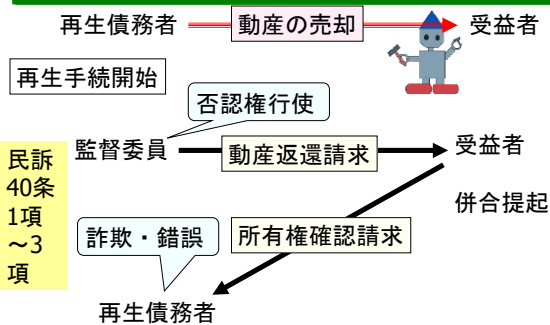 再生債務者
動産の売却
受益者
再生手続開始
否認権行使
監督委員
動産返還請求
受益者
民訴
40条
1項
～3
項
併合提起
詐欺・錯誤
所有権確認請求
再生債務者